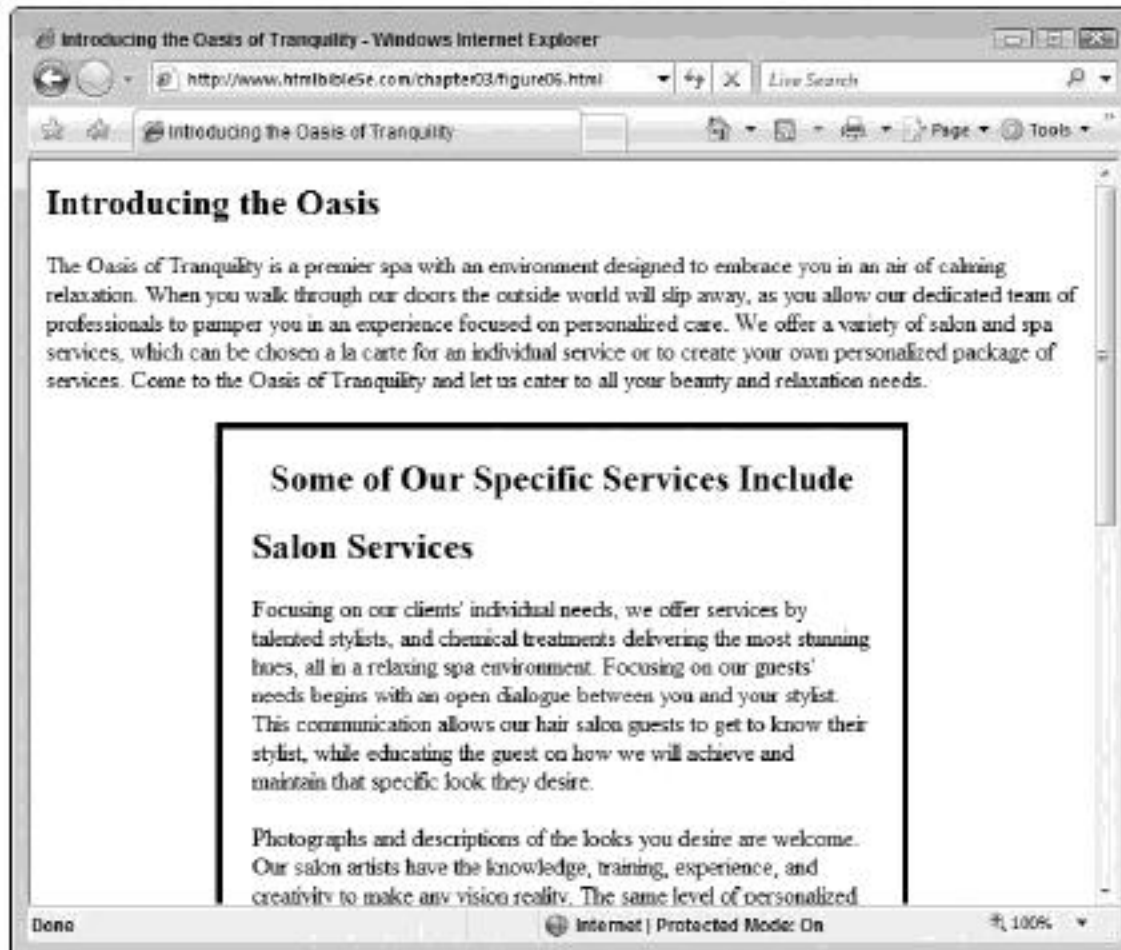 Introducing the Oasis of Tranquility - Windows Internet Explorer
http://www.htmlbible5e.com/chapter03/figure06.html
Live Search
Introducing the Oasis of Tranquility
Page
Tools
Introducing the Oasis
The Oasis of Tranquility is a premier spa with an environment designed to embrace you in an air of calming
relaxation. When you walk through our doors the outside world will slip away, as you allow our dedicated team of
professionals to pamper you in an experience focused on personalized care. We offer a variety of salon and spa
services, which can be chosen a la carte for an individual service or to create your own personalized package of
services. Come to the Oasis of Tranquility and let us cater to all your beauty and relaxation needs.
Some of Our Specific Services Include
Salon Services
Focusing on our clients' individual needs, we offer services by
talented stylists, and chemical treatments delivering the most stunning
hues, all in a relaxing spa environment. Focusing on our guests'
needs begins with an open dialogue between you and your stylist.
This communication allows our hair salon guests to get to know their
stylist, while educating the guest on how we will achieve and
maintain that specific look they desire.
Photographs and descriptions of the looks you desire are welcome.
Our salon artists have the knowledge, training, experience, and
creativity to make any vision reality. The same level of personalized
Done
Internet | Protected Mode: On
100%